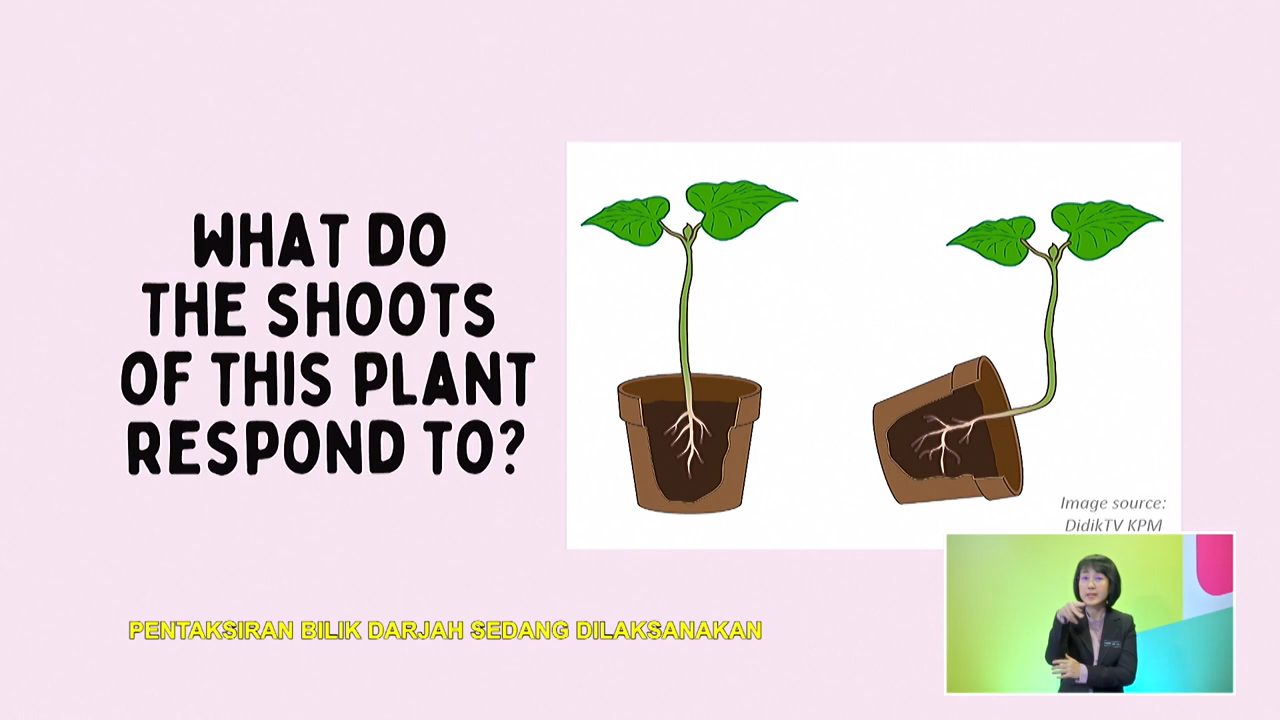 WHAT DO
THE SHOOTS
OF THIS PLANT
RESPOND TO?
Image source:
DidikTV KPM
PENTAKSIRAN BILIK DARJAH SEDANG DILAKSANAKAN